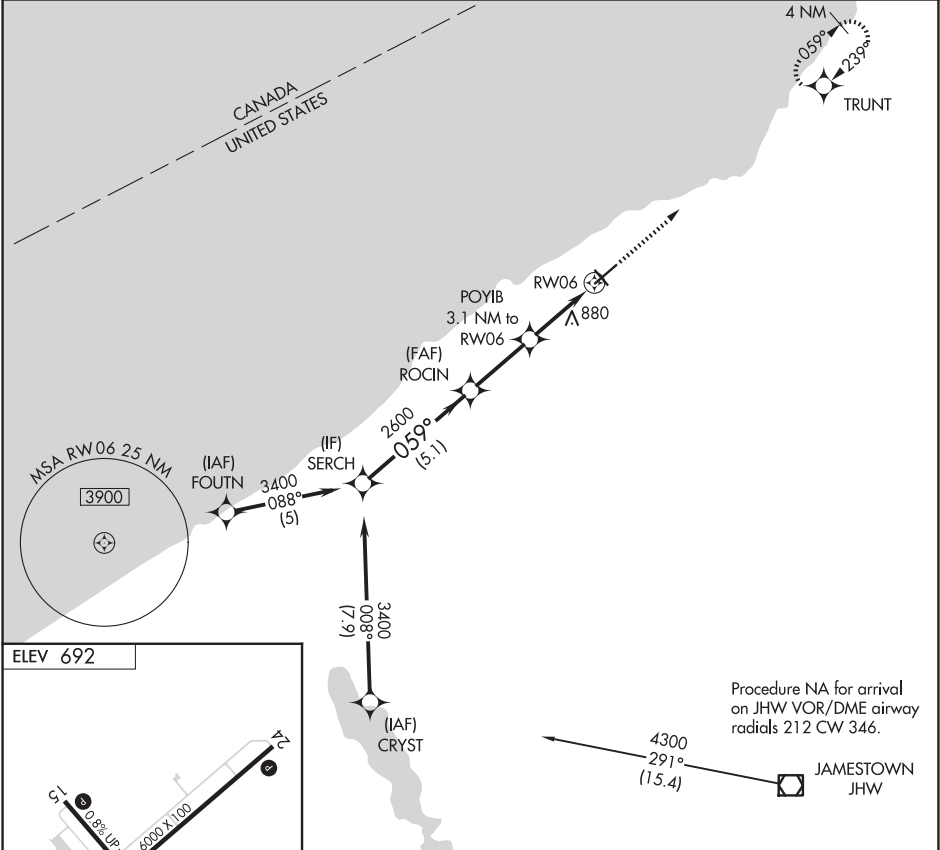 4 NM
059°
239°
TRUNT
CANADA
UNITED STATES
RW06
880
POYIB
3.1 NM to
RW06
(FAF)
ROCIN
2600
059°
(5.1)
(IF)
SERCH
(IAF)
FOUTN
3400
088°
(5)
MSA RW06 25 NM
3900
3400
008°
(7.9)
(IAF)
CRYST
ELEV 692
Procedure NA for arrival
on JHW VOR/DME airway
radials 212 CW 346.
4300
291°
(15.4)
JAMESTOWN
JHW
24
P
15
P
0.8% UP
6000 X 100